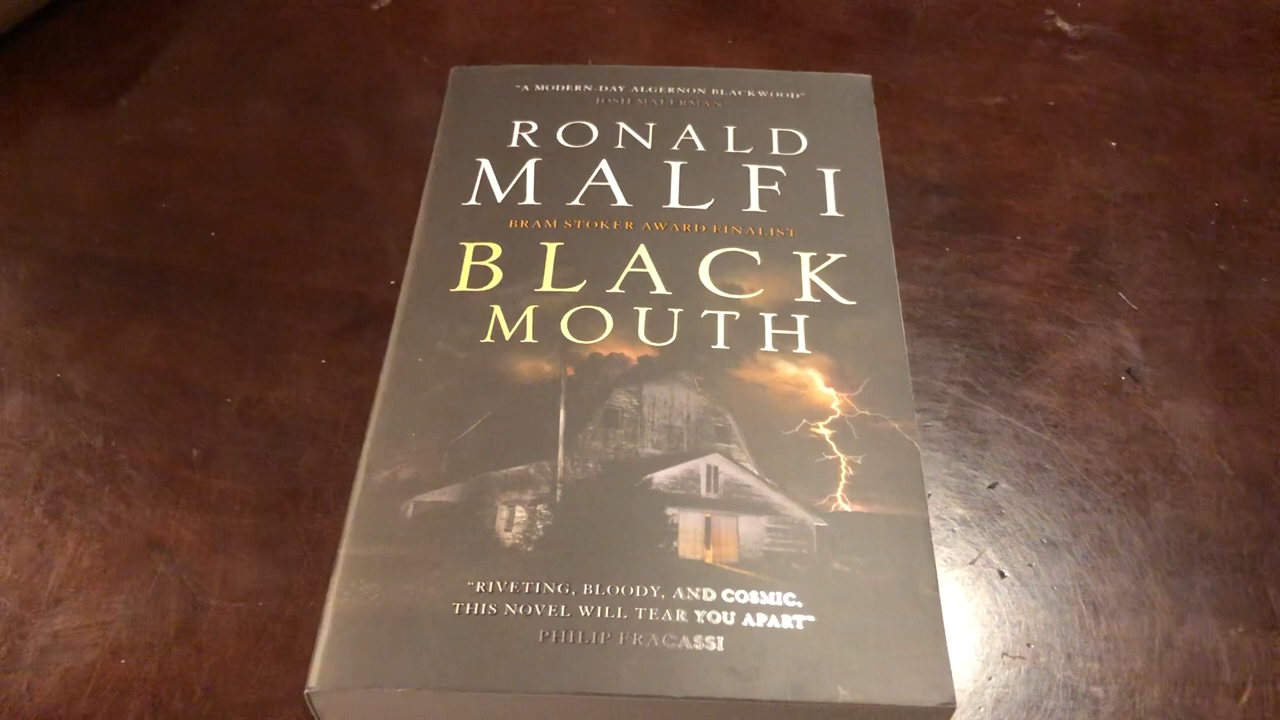 "A MODERN-DAY ALGERNON BLACKWOOD"
JOSH MALERMAN
RONALD
MALFI
BRAM STOKER AWARD FINALIST
BLACK
MOUTH
"RIVETING, BLOODY, AND COSMIC.
THIS NOVEL WILL TEAR YOU APART"
PHILIP FRACASSI